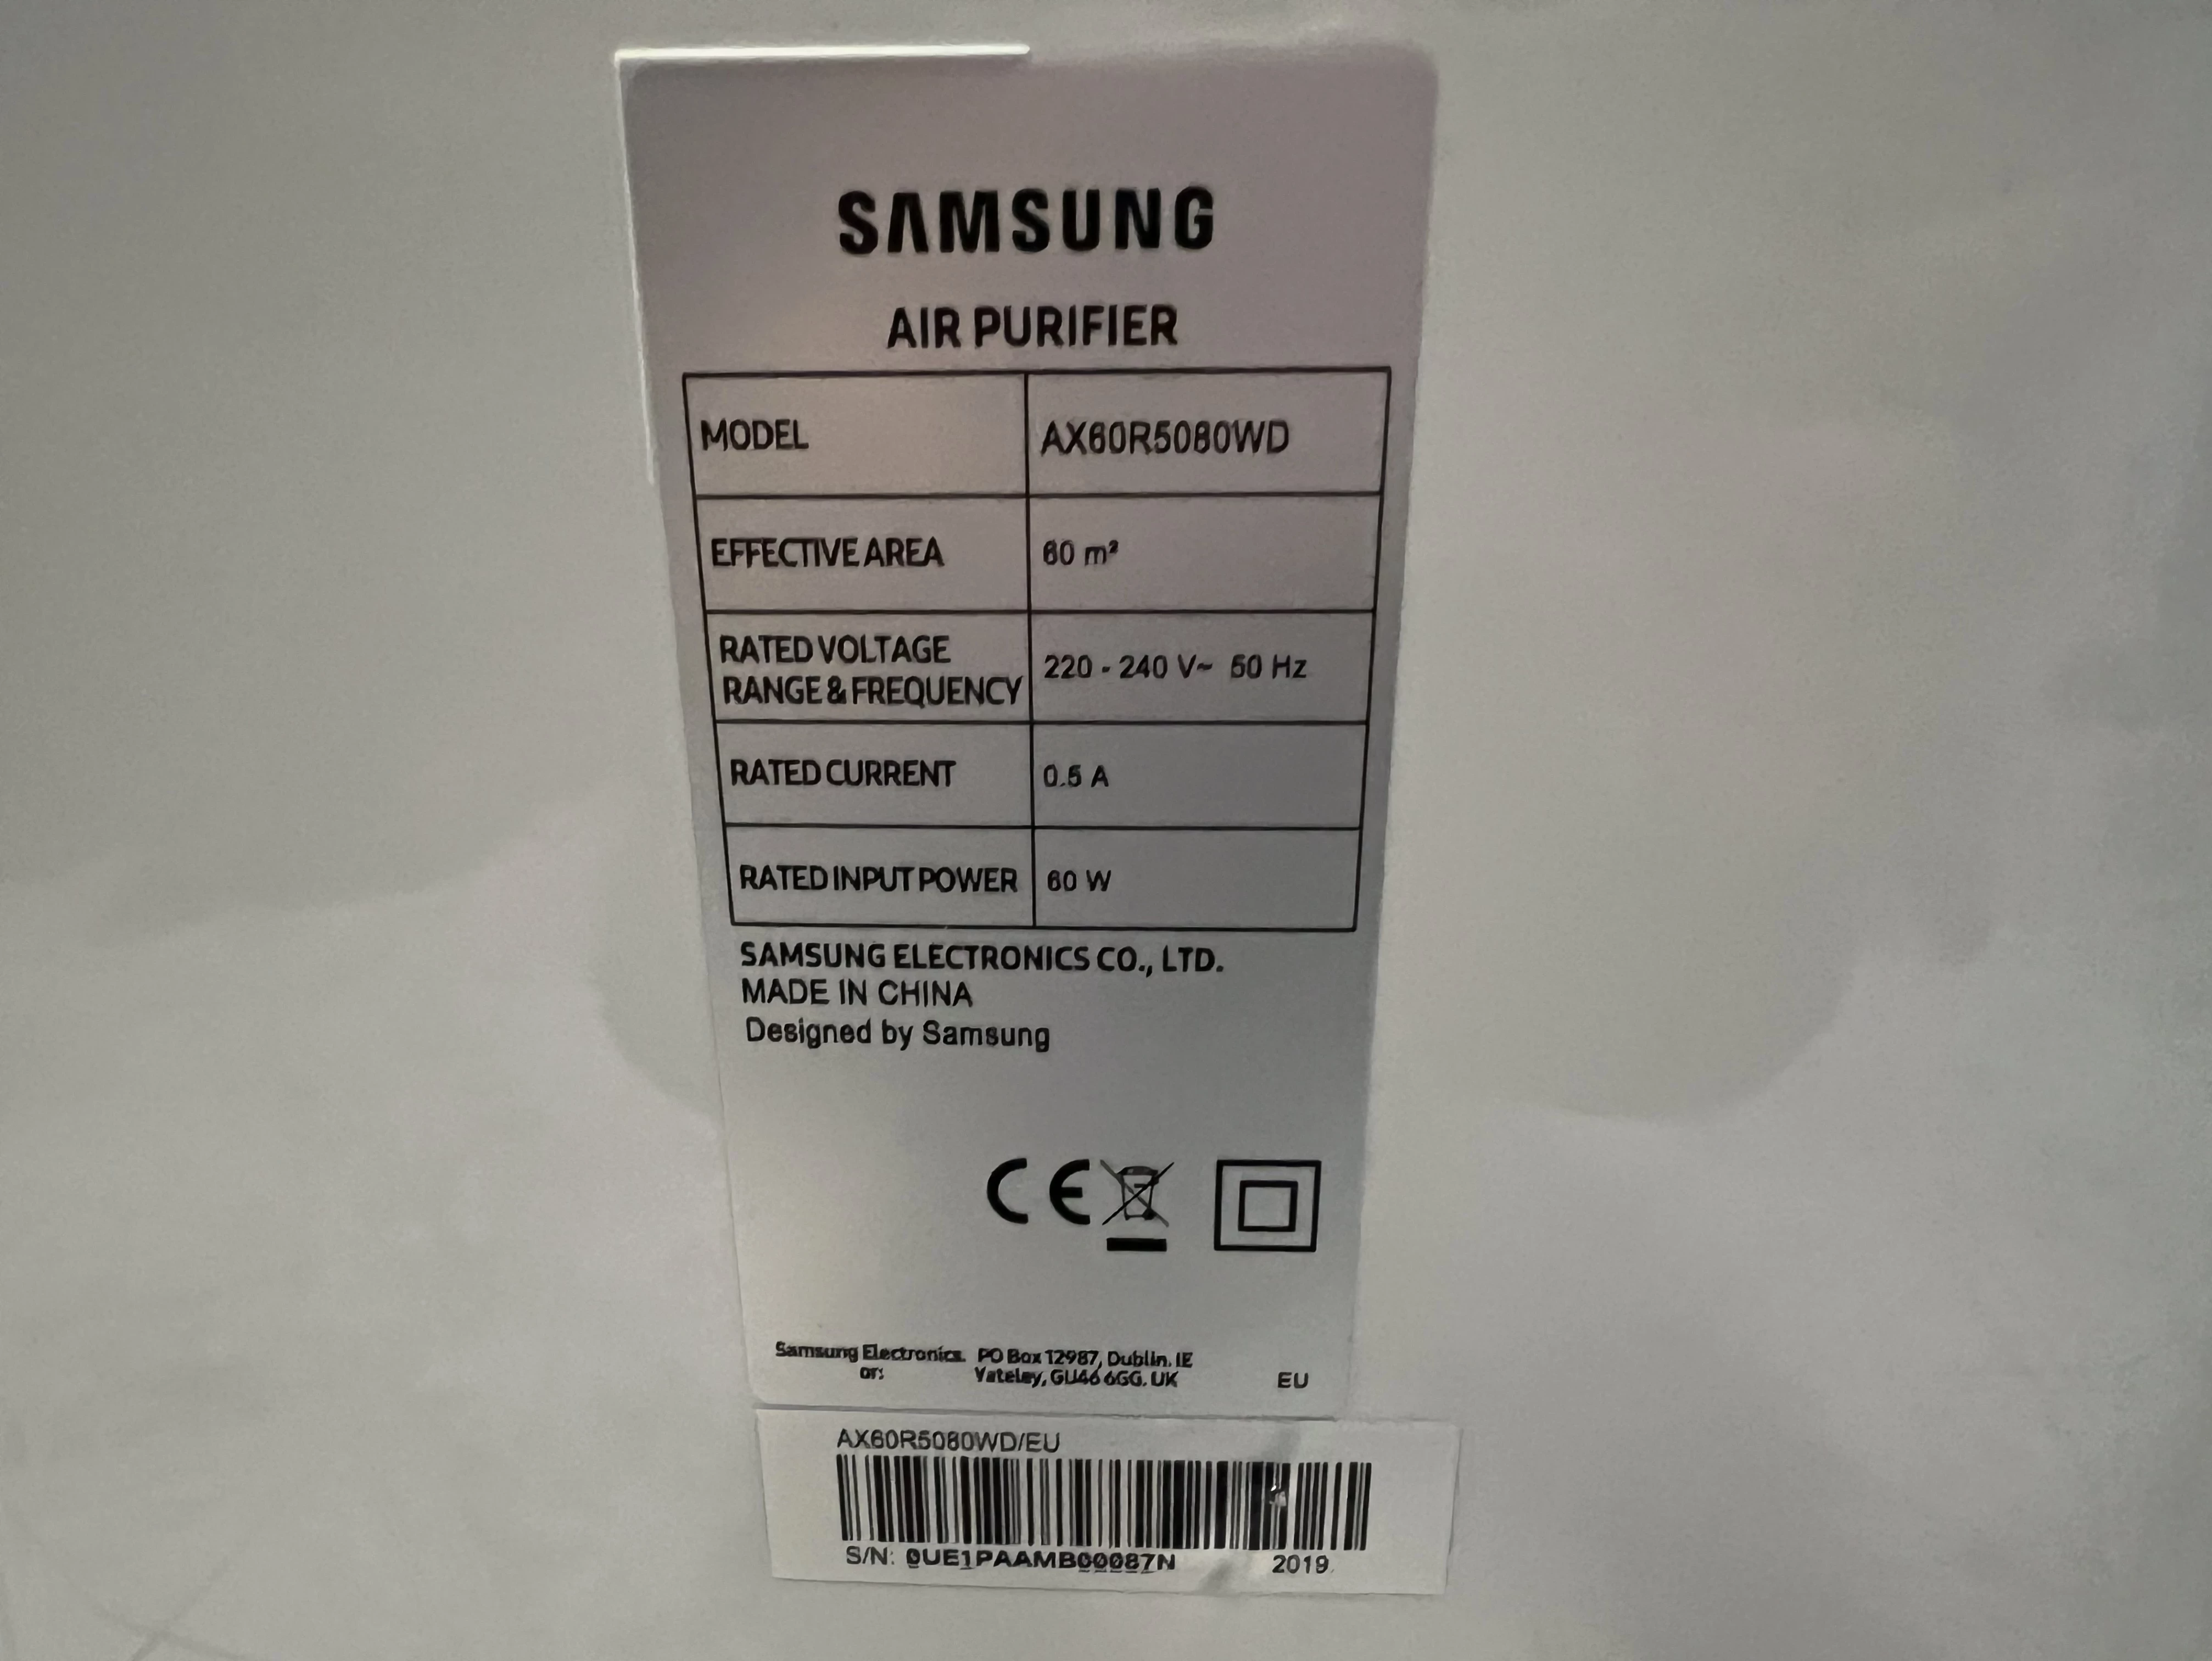 SAMSUNG
AIR PURIFIER
MODEL AX60R5080WD
EFFECTIVE AREA 60 m²
RATED VOLTAGE
RANGE & FREQUENCY 220 - 240 V~ 50 Hz
RATED CURRENT 0.5 A
RATED INPUT POWER 60 W
SAMSUNG ELECTRONICS CO., LTD.
MADE IN CHINA
Designed by Samsung
CE
Samsung Electronics. PO Box 12987, Dublin. IE
or: Yateley, GU46 6GG. UK EU
AX60R5080WD/EU
S/N: 0UE1PAAMB00087N 2019.